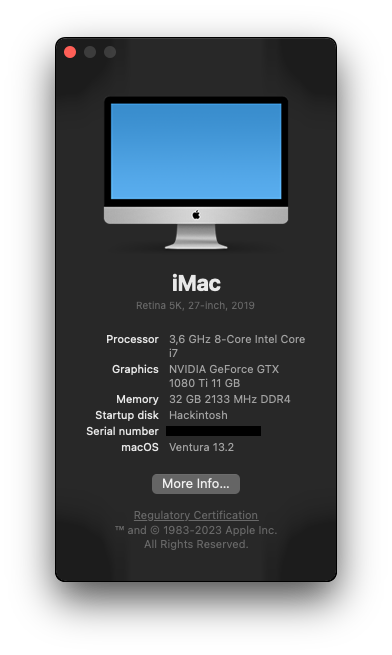 iMac
Retina 5K, 27-inch, 2019
Processor 3,6 GHz 8-Core Intel Core
i7
Graphics NVIDIA GeForce GTX
1080 Ti 11 GB
Memory 32 GB 2133 MHz DDR4
Startup disk Hackintosh
Serial number
macOS Ventura 13.2
More Info...
Regulatory Certification
™ and © 1983-2023 Apple Inc.
All Rights Reserved.